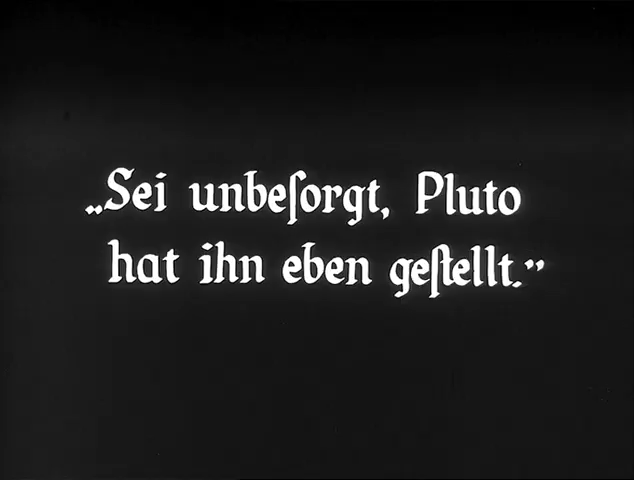 „Sei unbeſorgt, Pluto
hat ihn eben geſtellt.”